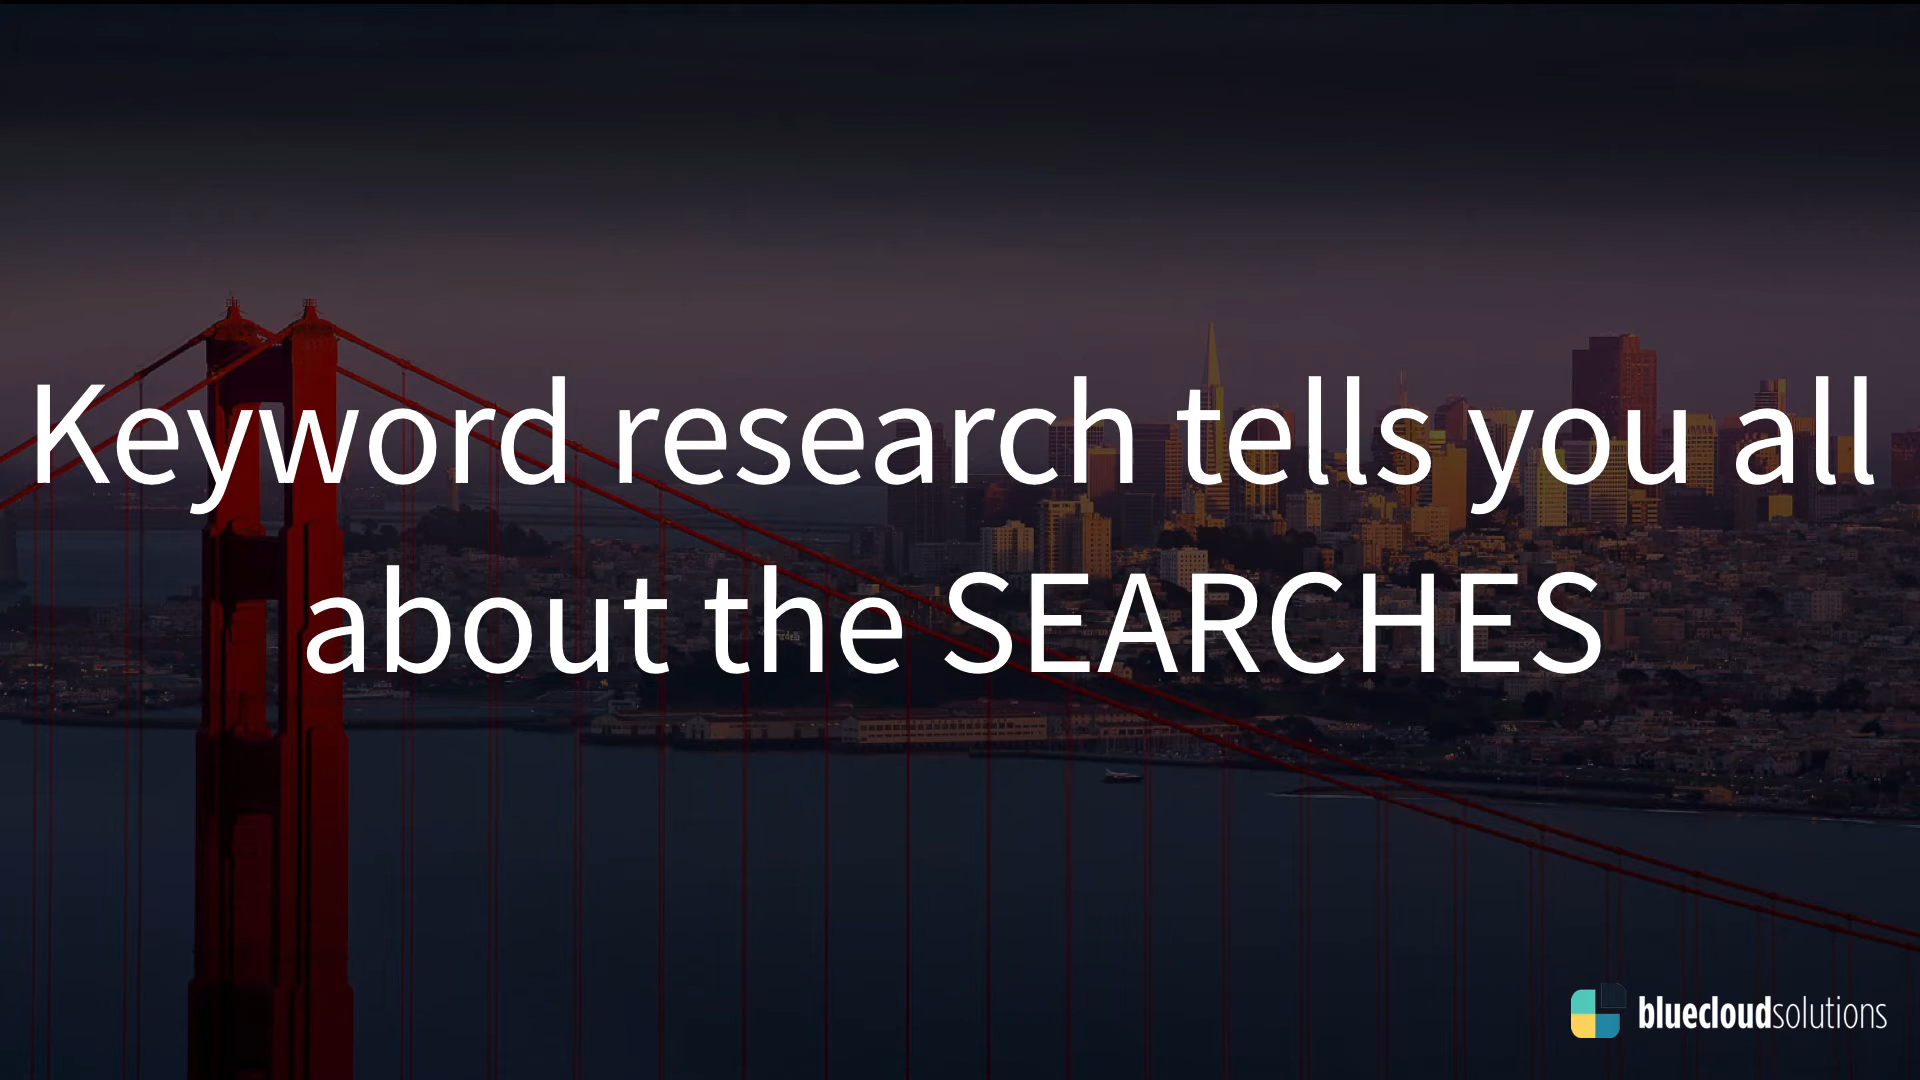 Keyword research tells you all
about the SEARCHES
bluecloudsolutions